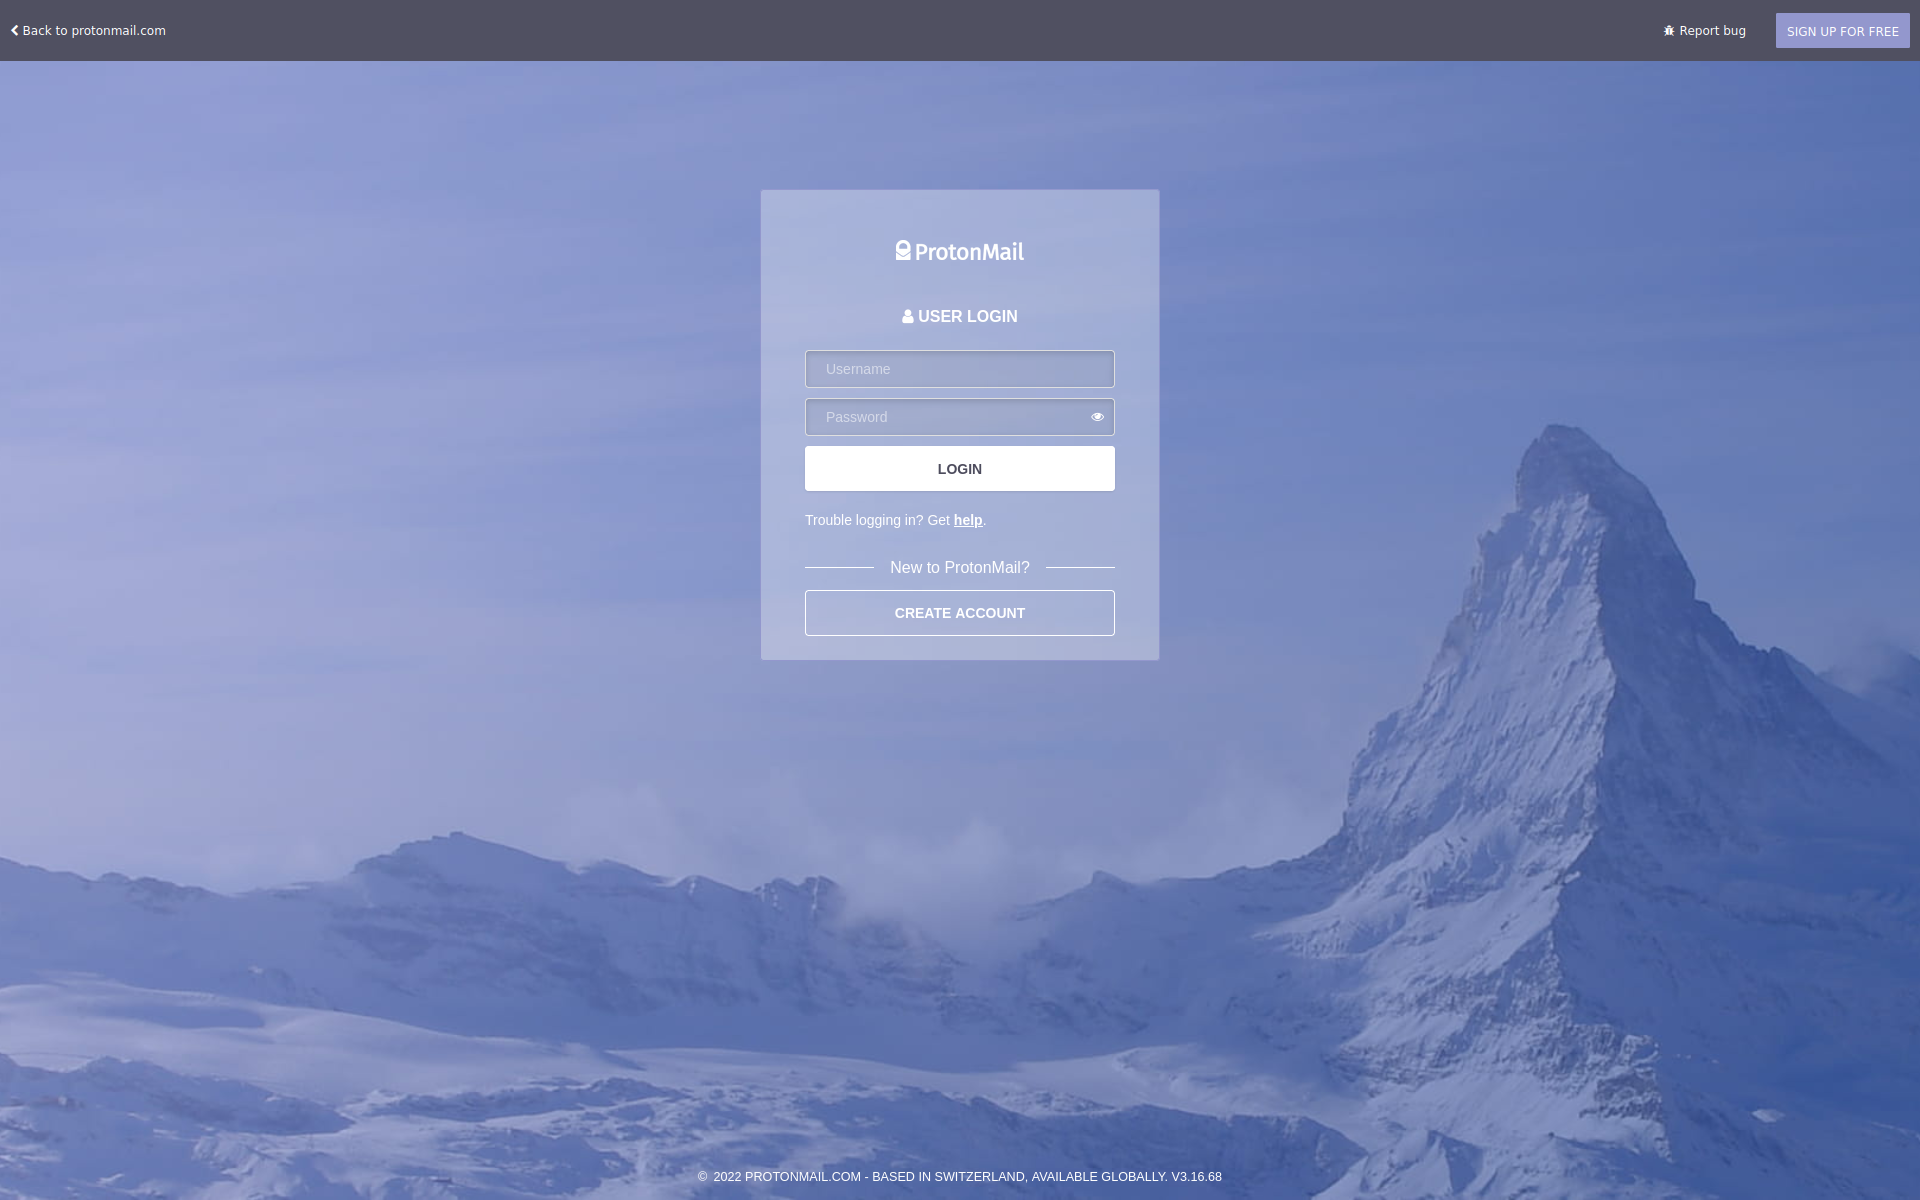 Back to protonmail.com
Report bug
SIGN UP FOR FREE
ProtonMail
USER LOGIN
Username
Password
LOGIN
Trouble logging in? Get help.
New to ProtonMail?
CREATE ACCOUNT
© 2022 PROTONMAIL.COM - BASED IN SWITZERLAND, AVAILABLE GLOBALLY. V3.16.68